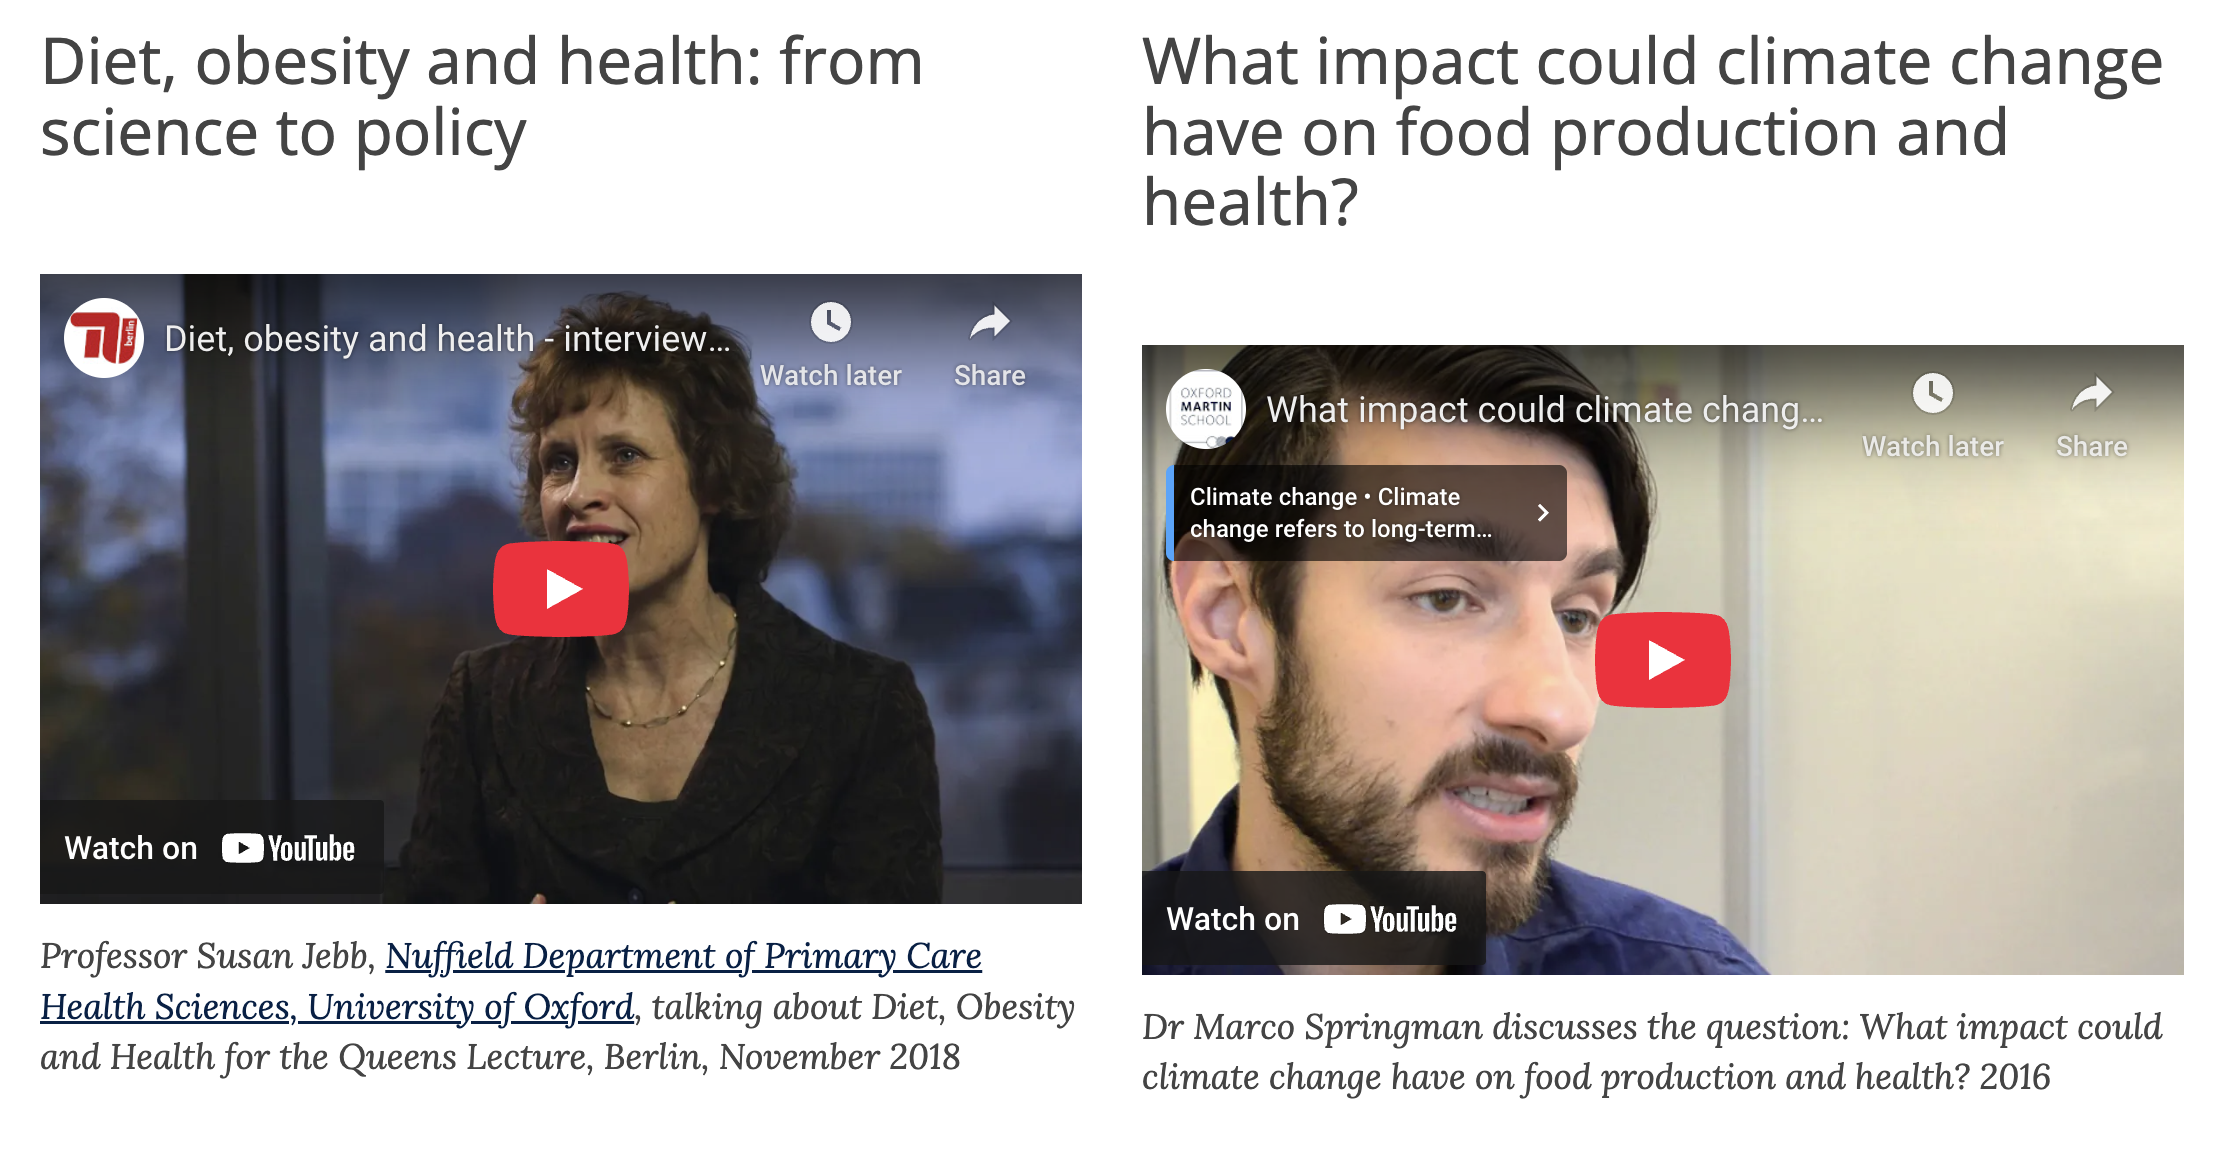 Diet, obesity and health: from
science to policy
berlin
Diet, obesity and health - interview...
Watch later
Share
Watch on YouTube
Professor Susan Jebb, Nuffield Department of Primary Care
Health Sciences, University of Oxford, talking about Diet, Obesity
and Health for the Queens Lecture, Berlin, November 2018
What impact could climate change
have on food production and
health?
OXFORD
MARTIN
SCHOOL
What impact could climate chang...
Watch later
Share
Climate change • Climate
change refers to long-term...
Watch on YouTube
Dr Marco Springman discusses the question: What impact could
climate change have on food production and health? 2016